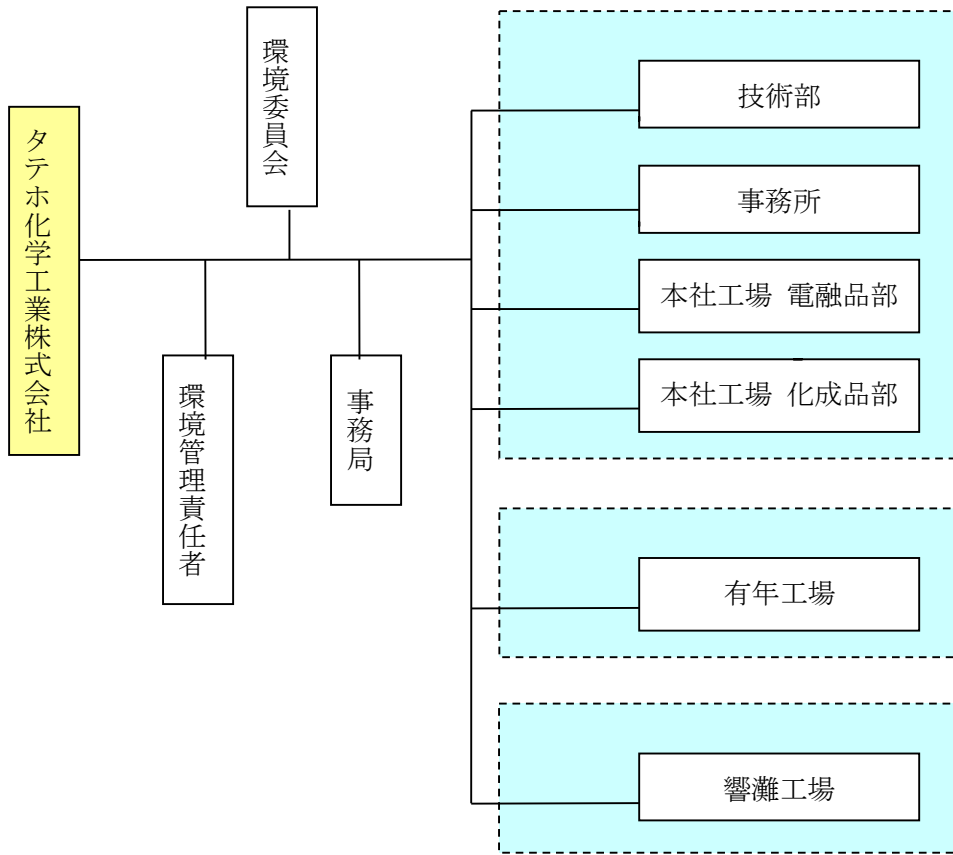 タテホ化学工業株式会社
環境委員会
環境管理責任者
事務局
技術部
事務所
本社工場 電融品部
本社工場 化成品部
有年工場
響灘工場